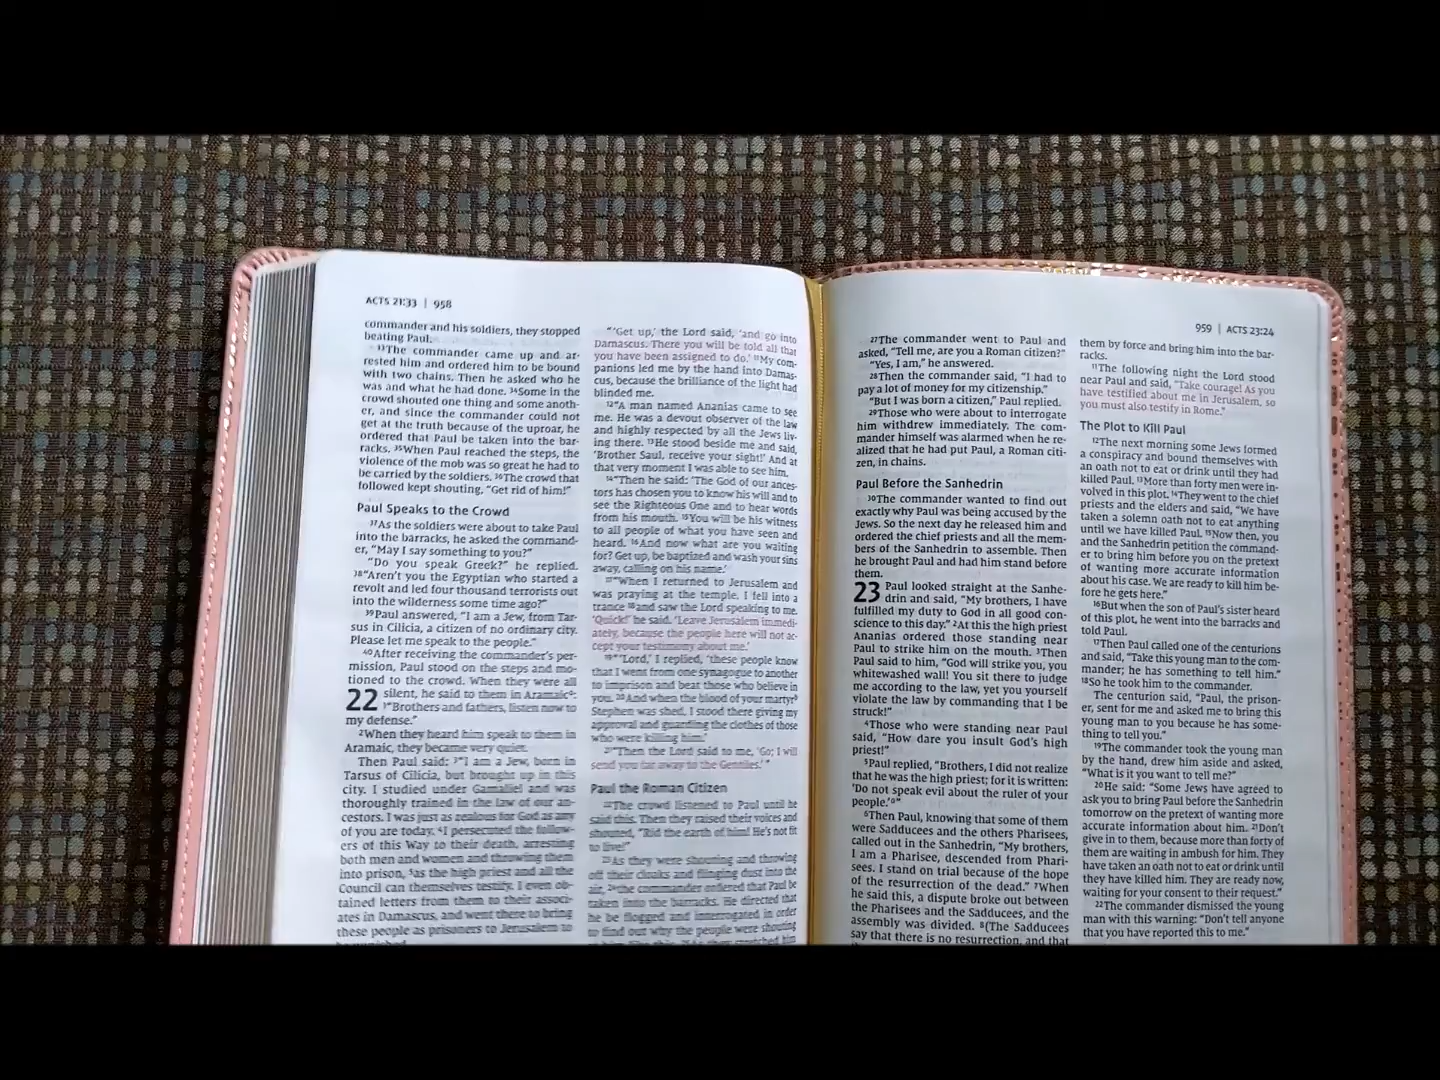 ACTS 21:33 | 958
commander and his soldiers, they stopped
beating Paul.
33The commander came up and ar-
rested him and ordered him to be bound
with two chains. Then he asked who he
was and what he had done. 34Some in the
crowd shouted one thing and some anoth-
er, and since the commander could not
get at the truth because of the uproar, he
ordered that Paul be taken into the bar-
racks. 35When Paul reached the steps, the
violence of the mob was so great he had to
be carried by the soldiers. 36The crowd that
followed kept shouting, “Get rid of him!”
Paul Speaks to the Crowd
37As the soldiers were about to take Paul
into the barracks, he asked the command-
er, “May I say something to you?”
“Do you speak Greek?” he replied.
38“Aren’t you the Egyptian who started a
revolt and led four thousand terrorists out
into the wilderness some time ago?”
39Paul answered, “I am a Jew, from Tar-
sus in Cilicia, a citizen of no ordinary city.
Please let me speak to the people.”
40After receiving the commander’s per-
mission, Paul stood on the steps and mo-
tioned to the crowd. When they were all
22 silent, he said to them in Aramaic:
1“Brothers and fathers, listen now to
my defense.”
2When they heard him speak to them in
Aramaic, they became very quiet.
Then Paul said: 3“I am a Jew, born in
Tarsus of Cilicia, but brought up in this
city. I studied under Gamaliel and was
thoroughly trained in the law of our an-
cestors. I was just as zealous for God as any
of you are today. 4I persecuted the follow-
ers of this Way to their death, arresting
both men and women and throwing them
into prison, 5as the high priest and all the
Council can themselves testify. I even ob-
tained letters from them to their associ-
ates in Damascus, and went there to bring
these people as prisoners to Jerusalem to
“‘Get up,’ the Lord said, ‘and go into
Damascus. There you will be told all that
you have been assigned to do.’ 11My com-
panions led me by the hand into Damas-
cus, because the brilliance of the light had
blinded me.
12“A man named Ananias came to see
me. He was a devout observer of the law
and highly respected by all the Jews liv-
ing there. 13He stood beside me and said,
‘Brother Saul, receive your sight!’ And at
that very moment I was able to see him.
14“Then he said: ‘The God of our ances-
tors has chosen you to know his will and to
see the Righteous One and to hear words
from his mouth. 15You will be his witness
to all people of what you have seen and
heard. 16And now what are you waiting
for? Get up, be baptized and wash your sins
away, calling on his name.’
17“When I returned to Jerusalem and
was praying at the temple, I fell into a
trance 18and saw the Lord speaking to me.
‘Quick!’ he said. ‘Leave Jerusalem immedi-
ately, because the people here will not ac-
cept your testimony about me.’
19“‘Lord,’ I replied, ‘these people know
that I went from one synagogue to another
to imprison and beat those who believe in
you. 20And when the blood of your martyr
Stephen was shed, I stood there giving my
approval and guarding the clothes of those
who were killing him.’
21“Then the Lord said to me, ‘Go; I will
send you far away to the Gentiles.’ ”
Paul the Roman Citizen
22The crowd listened to Paul until he
said this. Then they raised their voices and
shouted, “Rid the earth of him! He’s not fit
to live!”
23As they were shouting and throwing
off their cloaks and flinging dust into the
air, 24the commander ordered that Paul be
taken into the barracks. He directed that
he be flogged and interrogated in order
to find out why the people were shouting
959 | ACTS 23:24
27The commander went to Paul and
asked, “Tell me, are you a Roman citizen?”
“Yes, I am,” he answered.
28Then the commander said, “I had to
pay a lot of money for my citizenship.”
“But I was born a citizen,” Paul replied.
29Those who were about to interrogate
him withdrew immediately. The com-
mander himself was alarmed when he re-
alized that he had put Paul, a Roman citi-
zen, in chains.
Paul Before the Sanhedrin
30The commander wanted to find out
exactly why Paul was being accused by the
Jews. So the next day he released him and
ordered the chief priests and all the mem-
bers of the Sanhedrin to assemble. Then
he brought Paul and had him stand before
them.
23 Paul looked straight at the Sanhe-
drin and said, “My brothers, I have
fulfilled my duty to God in all good con-
science to this day.” 2At this the high priest
Ananias ordered those standing near
Paul to strike him on the mouth. 3Then
Paul said to him, “God will strike you, you
whitewashed wall! You sit there to judge
me according to the law, yet you yourself
violate the law by commanding that I be
struck!”
4Those who were standing near Paul
said, “How dare you insult God’s high
priest!”
5Paul replied, “Brothers, I did not realize
that he was the high priest; for it is written:
‘Do not speak evil about the ruler of your
people.’”
6Then Paul, knowing that some of them
were Sadducees and the others Pharisees,
called out in the Sanhedrin, “My brothers,
I am a Pharisee, descended from Phari-
sees. I stand on trial because of the hope
of the resurrection of the dead.” 7When
he said this, a dispute broke out between
the Pharisees and the Sadducees, and the
assembly was divided. 8(The Sadducees
say that there is no resurrection, and that
them by force and bring him into the bar-
racks.
11The following night the Lord stood
near Paul and said, “Take courage! As you
have testified about me in Jerusalem, so
you must also testify in Rome.”
The Plot to Kill Paul
12The next morning some Jews formed
a conspiracy and bound themselves with
an oath not to eat or drink until they had
killed Paul. 13More than forty men were in-
volved in this plot. 14They went to the chief
priests and the elders and said, “We have
taken a solemn oath not to eat anything
until we have killed Paul. 15Now then, you
and the Sanhedrin petition the command-
er to bring him before you on the pretext
of wanting more accurate information
about his case. We are ready to kill him be-
fore he gets here.”
16But when the son of Paul’s sister heard
of this plot, he went into the barracks and
told Paul.
17Then Paul called one of the centurions
and said, “Take this young man to the com-
mander; he has something to tell him.”
18So he took him to the commander.
The centurion said, “Paul, the prison-
er, sent for me and asked me to bring this
young man to you because he has some-
thing to tell you.”
19The commander took the young man
by the hand, drew him aside and asked,
“What is it you want to tell me?”
20He said: “Some Jews have agreed to
ask you to bring Paul before the Sanhedrin
tomorrow on the pretext of wanting more
accurate information about him. 21Don’t
give in to them, because more than forty of
them are waiting in ambush for him. They
have taken an oath not to eat or drink until
they have killed him. They are ready now,
waiting for your consent to their request.”
22The commander dismissed the young
man with this warning: “Don’t tell anyone
that you have reported this to me.”